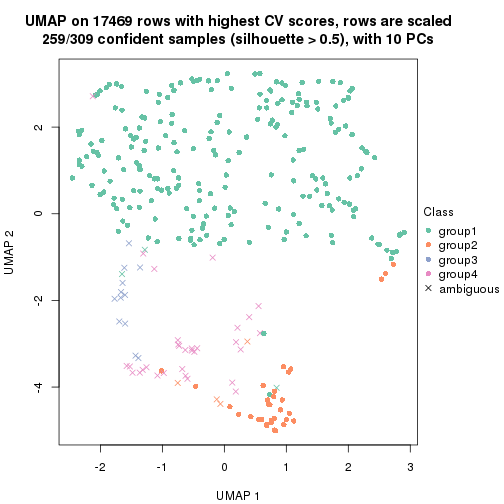 UMAP on 17469 rows with highest CV scores, rows are scaled
259/309 confident samples (silhouette > 0.5), with 10 PCs
UMAP 2
2
0
-2
-4
-2
-1
0
1
2
3
UMAP 1
Class
group1
group2
group3
group4
ambiguous